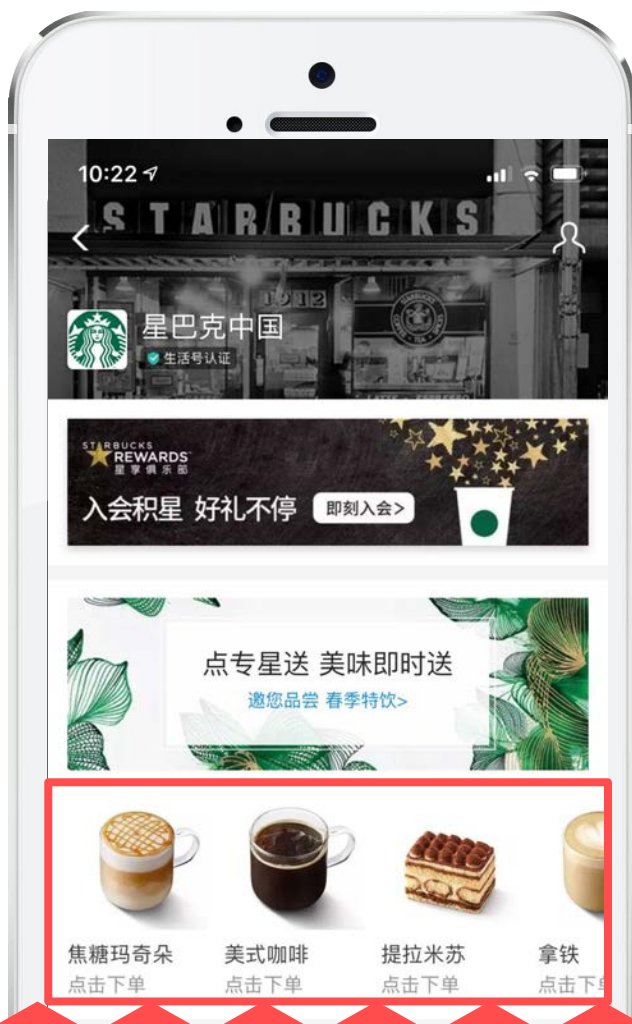 10:22
STARBUCKS
1912
星巴克中国
生活号认证
STARBUCKS
REWARDS™
星享俱乐部
入会积星 好礼不停
即刻入会>
点专星送 美味即时送
邀您品尝 春季特饮>
焦糖玛奇朵 美式咖啡 提拉米苏 拿铁
点击下单 点击下单 点击下单 点击下单